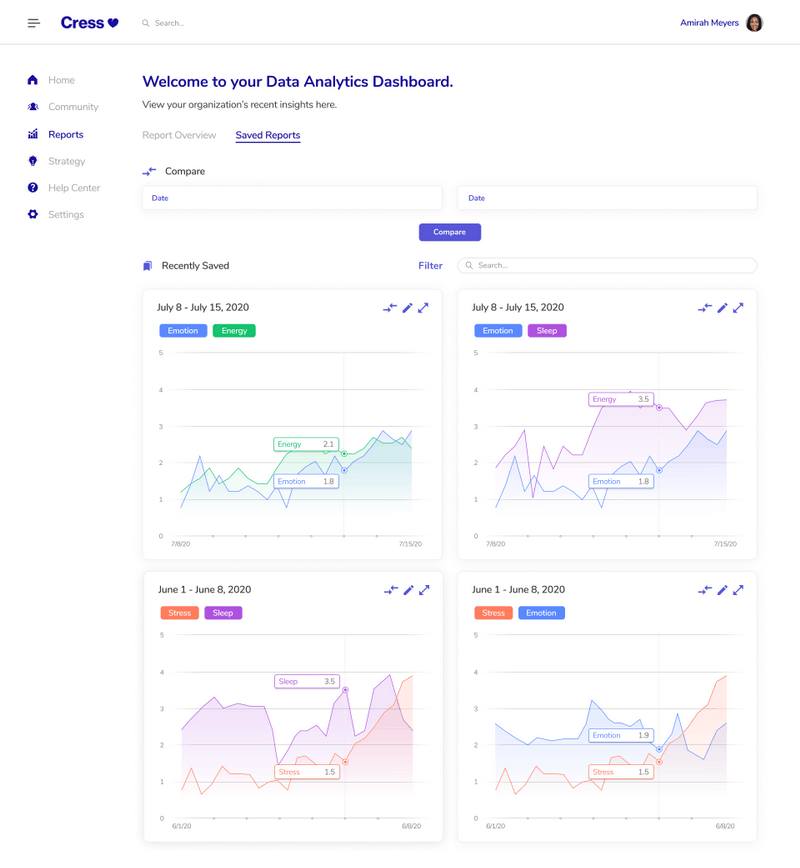 Cress
Search...
Amirah Meyers
Home
Community
Reports
Strategy
Help Center
Settings
Welcome to your Data Analytics Dashboard.
View your organization's recent insights here.
Report Overview
Saved Reports
Compare
Date
Date
Compare
Recently Saved
Filter
Search...
July 8 - July 15, 2020
Emotion
Energy
5
4
3
2
1
0
Energy 2.1
Emotion 1.8
7/8/20
7/15/20
July 8 - July 15, 2020
Emotion
Sleep
5
4
3
2
1
0
Energy 3.5
Emotion 1.8
7/8/20
7/15/20
June 1 - June 8, 2020
Stress
Sleep
5
4
3
2
1
0
Sleep 3.5
Stress 1.5
6/1/20
6/8/20
June 1 - June 8, 2020
Stress
Emotion
5
4
3
2
1
0
Emotion 1.9
Stress 1.5
6/1/20
6/8/20